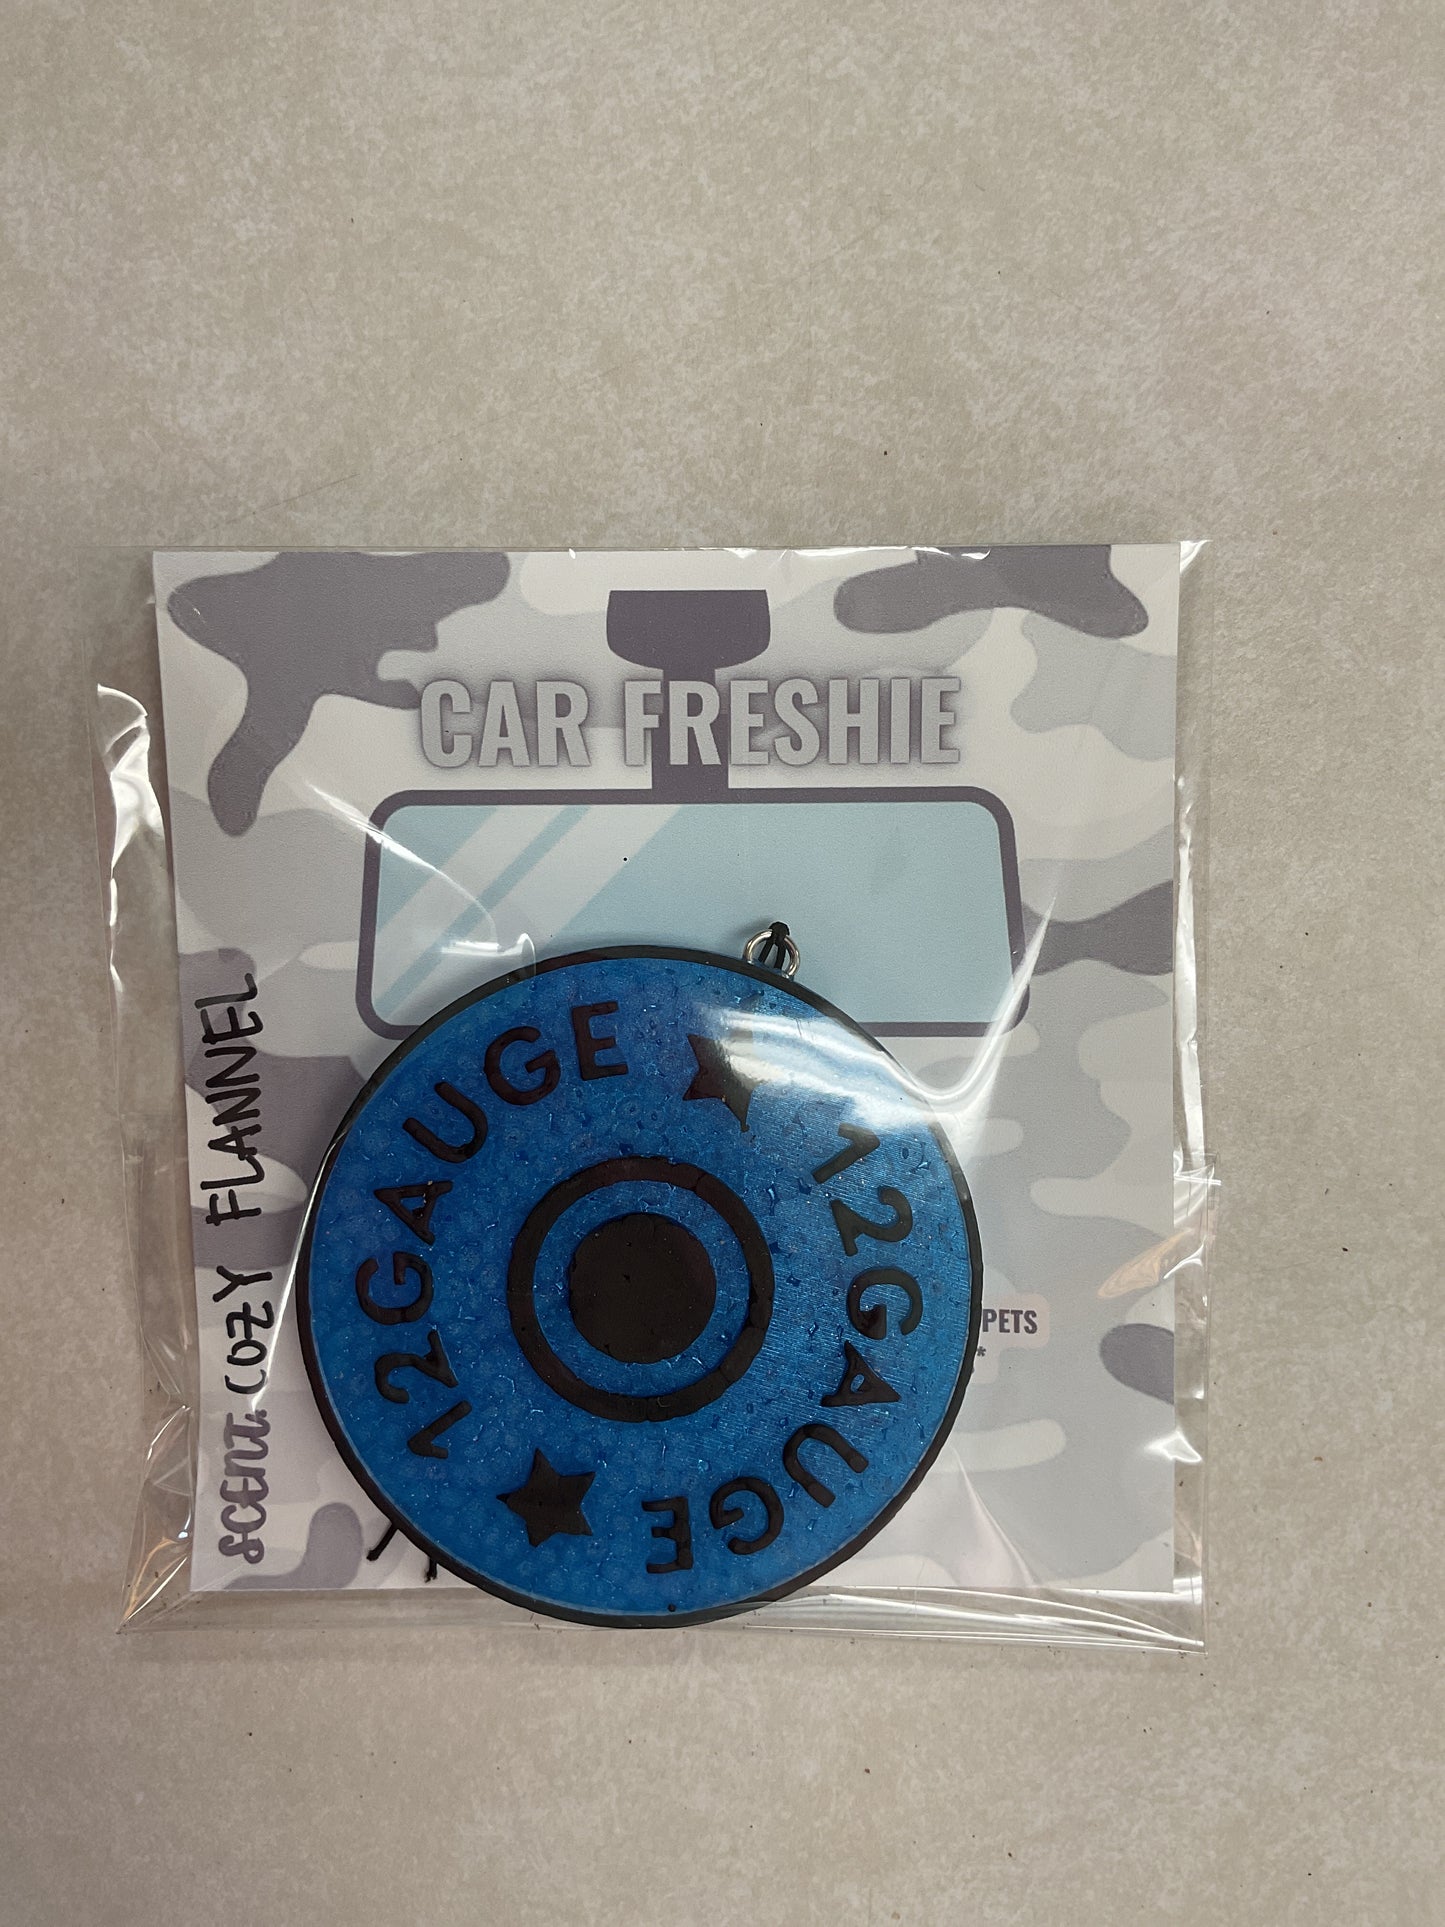 CAR FRESHIE
12GAUGE
12GAUGE
PETS
*
SCENT: COZY FLANNEL